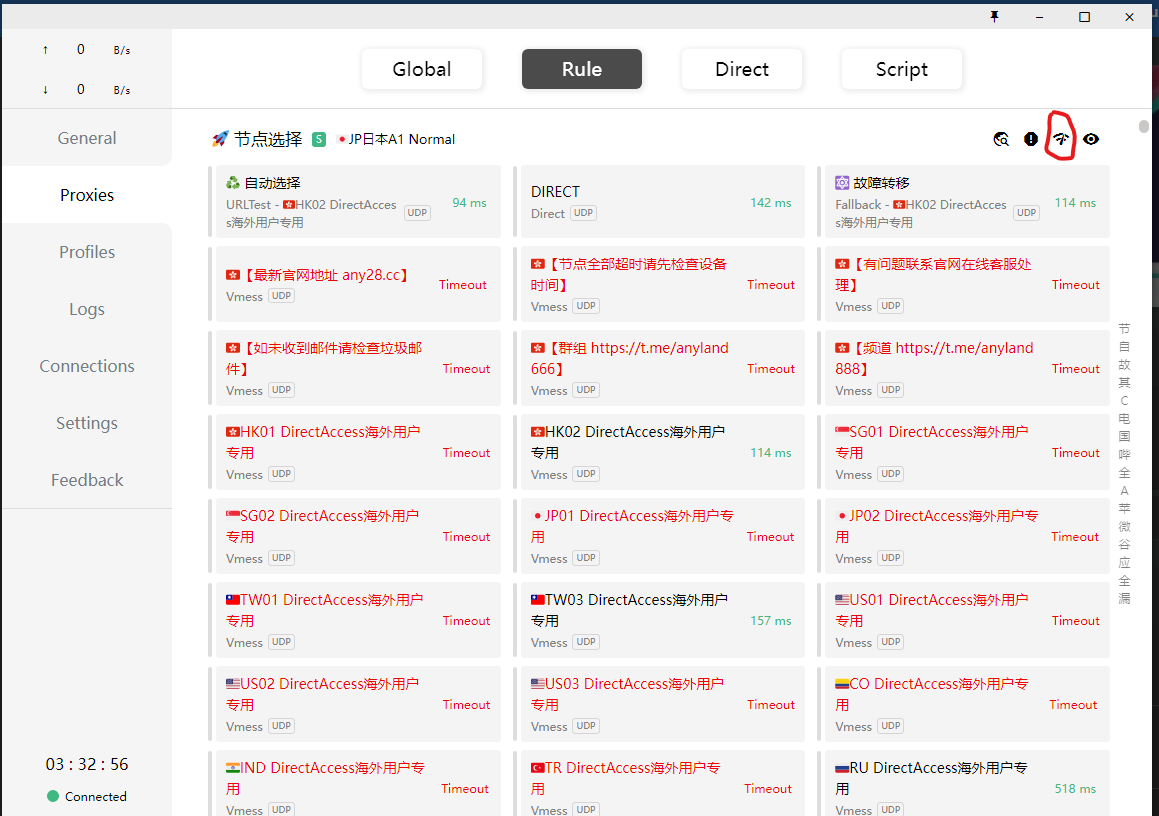 ↑ 0 B/s
↓ 0 B/s
General
Proxies
Profiles
Logs
Connections
Settings
Feedback
03 : 32 : 56
Connected
Global
Rule
Direct
Script
🚀 节点选择 S JP日本A1 Normal
自动选择
URLTest - HK02 DirectAcces
s海外用户专用 UDP
94 ms
DIRECT
Direct UDP
142 ms
故障转移
Fallback - HK02 DirectAcces
s海外用户专用 UDP
114 ms
【最新官网地址 any28.cc】
Vmess UDP
Timeout
【节点全部超时请先检查设备
时间】
Vmess UDP
Timeout
【有问题联系官网在线客服处
理】
Vmess UDP
Timeout
【如未收到邮件请检查垃圾邮
件】
Vmess UDP
Timeout
【群组 https://t.me/anyland
666】
Vmess UDP
Timeout
【频道 https://t.me/anyland
888】
Vmess UDP
Timeout
HK01 DirectAccess海外用户
专用
Vmess UDP
Timeout
HK02 DirectAccess海外用户
专用
Vmess UDP
114 ms
SG01 DirectAccess海外用户
专用
Vmess UDP
Timeout
SG02 DirectAccess海外用户
专用
Vmess UDP
Timeout
JP01 DirectAccess海外用户专
用
Vmess UDP
Timeout
JP02 DirectAccess海外用户专
用
Vmess UDP
Timeout
TW01 DirectAccess海外用户
专用
Vmess UDP
Timeout
TW03 DirectAccess海外用户
专用
Vmess UDP
157 ms
US01 DirectAccess海外用户
专用
Vmess UDP
Timeout
US02 DirectAccess海外用户
专用
Vmess UDP
Timeout
US03 DirectAccess海外用户
专用
Vmess UDP
Timeout
CO DirectAccess海外用户专
用
Vmess UDP
Timeout
IND DirectAccess海外用户专
用
Vmess UDP
Timeout
TR DirectAccess海外用户专
用
Vmess UDP
Timeout
RU DirectAccess海外用户专
用
Vmess UDP
518 ms
节
自
故
其
C
电
国
哔
全
A
苹
微
谷
应
全
漏